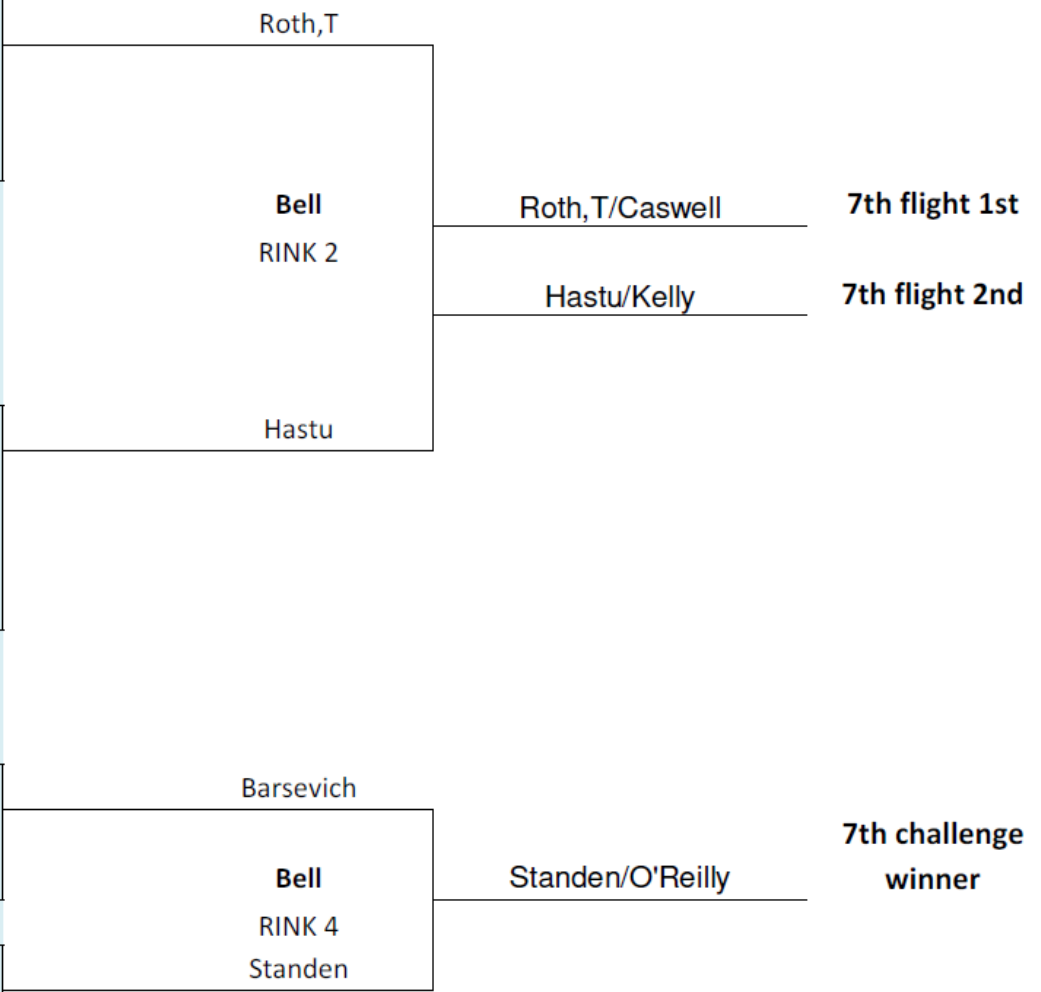 Roth,T
Bell
RINK 2
Roth,T/Caswell
7th flight 1st
Hastu/Kelly
7th flight 2nd
Hastu
Barsevich
Bell
RINK 4
Standen/O'Reilly
7th challenge
winner
Standen